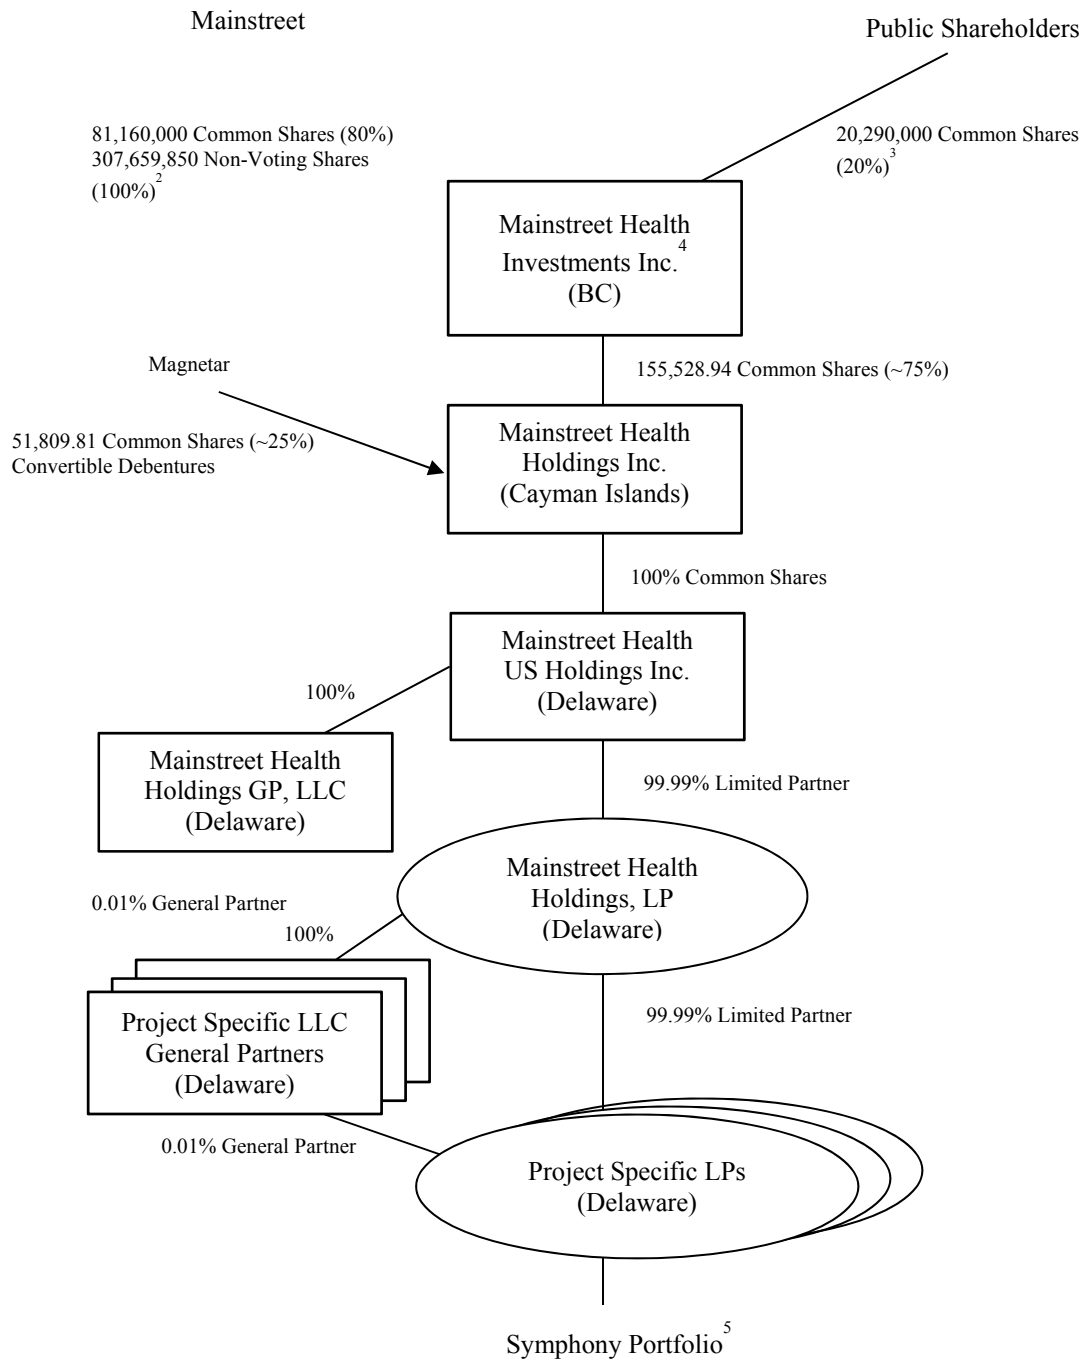 Mainstreet
Public Shareholders
81,160,000 Common Shares (80%)
307,659,850 Non-Voting Shares
(100%)2
20,290,000 Common Shares
(20%)3
Mainstreet Health
Investments Inc.4
(BC)
Magnetar
155,528.94 Common Shares (~75%)
51,809.81 Common Shares (~25%)
Convertible Debentures
Mainstreet Health
Holdings Inc.
(Cayman Islands)
100% Common Shares
Mainstreet Health
US Holdings Inc.
(Delaware)
100%
Mainstreet Health
Holdings GP, LLC
(Delaware)
99.99% Limited Partner
Mainstreet Health
Holdings, LP
(Delaware)
0.01% General Partner
100%
Project Specific LLC
General Partners
(Delaware)
99.99% Limited Partner
0.01% General Partner
Project Specific LPs
(Delaware)
Symphony Portfolio5